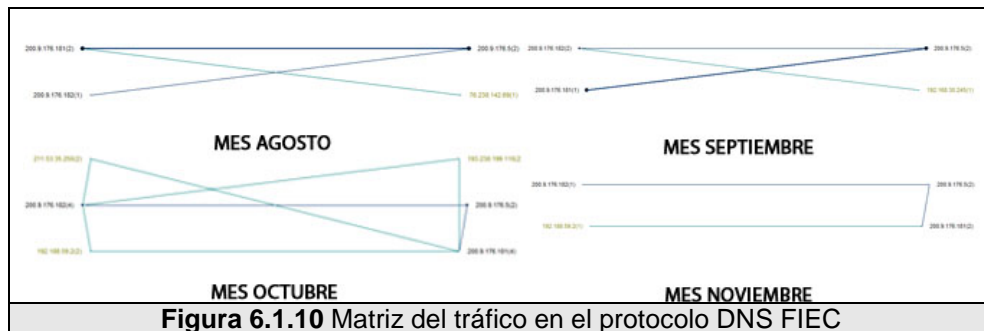 200.9.176.181(2)
200.9.176.5(2)
200.9.176.182(1)
MES AGOSTO
200.9.176.182(2)
200.9.176.5(2)
200.9.176.181(1)
MES SEPTIEMBRE
200.9.176.182(4)
200.9.176.5(2)
200.9.176.181(4)
MES OCTUBRE
200.9.176.182(1)
200.9.176.5(2)
200.9.176.181(2)
MES NOVIEMBRE
Figura 6.1.10 Matriz del tráfico en el protocolo DNS FIEC